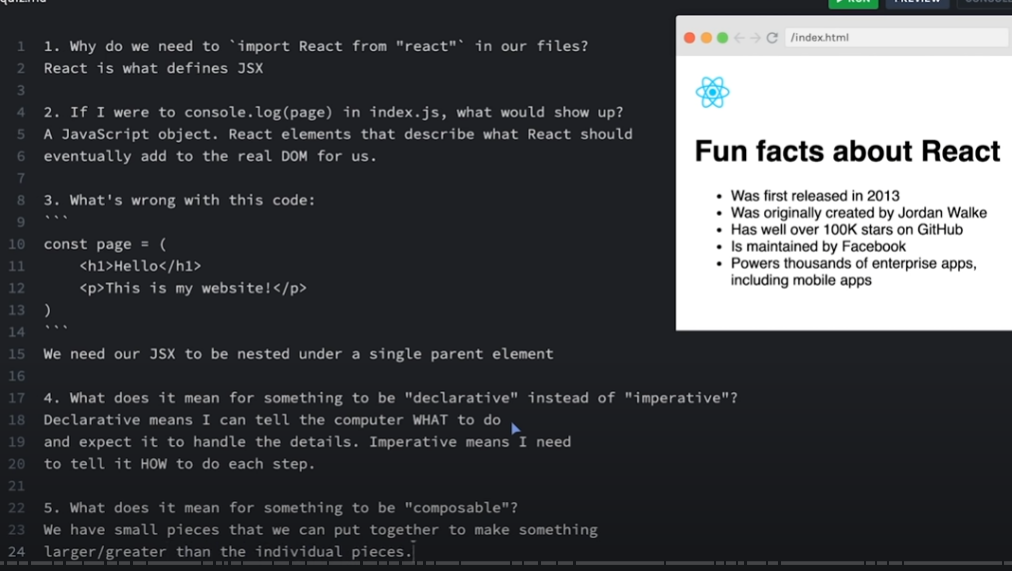 quiz.md
RUN
PREVIEW
CONSOLE
1 1. Why do we need to `import React from "react"` in our files?
2 React is what defines JSX
3
4 2. If I were to console.log(page) in index.js, what would show up?
5 A JavaScript object. React elements that describe what React should
6 eventually add to the real DOM for us.
7
8 3. What's wrong with this code:
9 ```
10 const page = (
11     <h1>Hello</h1>
12     <p>This is my website!</p>
13 )
14 ```
15 We need our JSX to be nested under a single parent element
16
17 4. What does it mean for something to be "declarative" instead of "imperative"?
18 Declarative means I can tell the computer WHAT to do
19 and expect it to handle the details. Imperative means I need
20 to tell it HOW to do each step.
21
22 5. What does it mean for something to be "composable"?
23 We have small pieces that we can put together to make something
24 larger/greater than the individual pieces.
/index.html
Fun facts about React
• Was first released in 2013
• Was originally created by Jordan Walke
• Has well over 100K stars on GitHub
• Is maintained by Facebook
• Powers thousands of enterprise apps,
including mobile apps